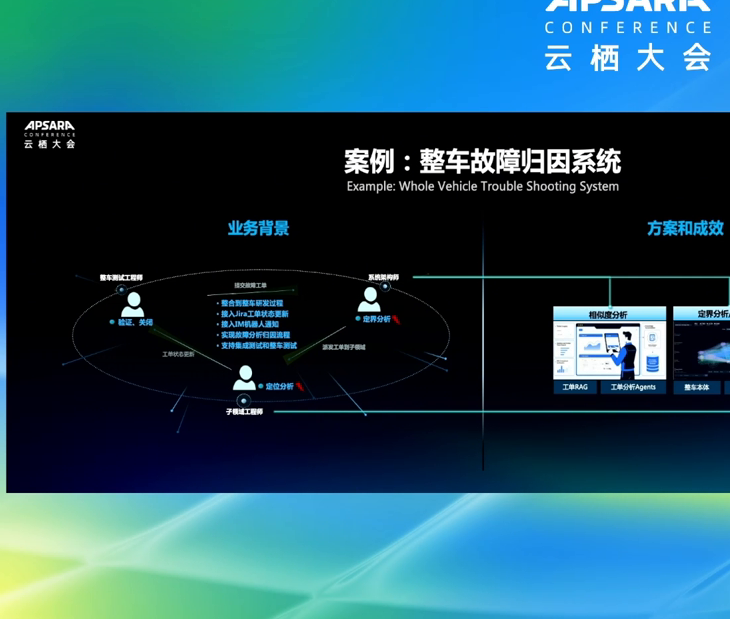 APSARA
CONFERENCE
云栖大会
APSARA
CONFERENCE
云栖大会
案例：整车故障归因系统
Example: Whole Vehicle Trouble Shooting System
业务背景
方案和成效
整车测试工程师
系统架构师
提交故障工单
• 整合到整车研发过程
• 接入Jira工单状态更新
• 接入IM机器人通知
• 实现故障分析归因流程
• 支持集成测试和整车测试
验证、关闭
定界分析
工单状态更新
派发工单到子领域
定位分析
子领域工程师
相似度分析
定界分析
工单RAG
工单分析Agents
整车本体